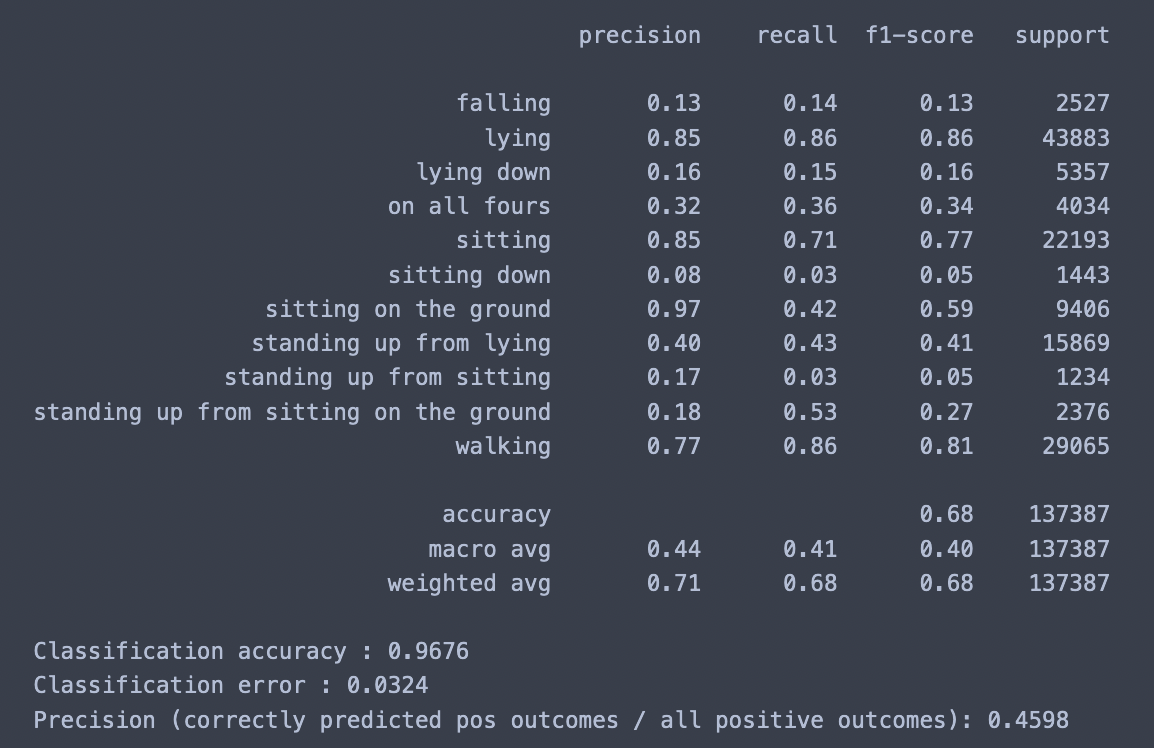 precision recall f1-score support
falling 0.13 0.14 0.13 2527
lying 0.85 0.86 0.86 43883
lying down 0.16 0.15 0.16 5357
on all fours 0.32 0.36 0.34 4034
sitting 0.85 0.71 0.77 22193
sitting down 0.08 0.03 0.05 1443
sitting on the ground 0.97 0.42 0.59 9406
standing up from lying 0.40 0.43 0.41 15869
standing up from sitting 0.17 0.03 0.05 1234
standing up from sitting on the ground 0.18 0.53 0.27 2376
walking 0.77 0.86 0.81 29065
accuracy 0.68 137387
macro avg 0.44 0.41 0.40 137387
weighted avg 0.71 0.68 0.68 137387
Classification accuracy : 0.9676
Classification error : 0.0324
Precision (correctly predicted pos outcomes / all positive outcomes): 0.4598